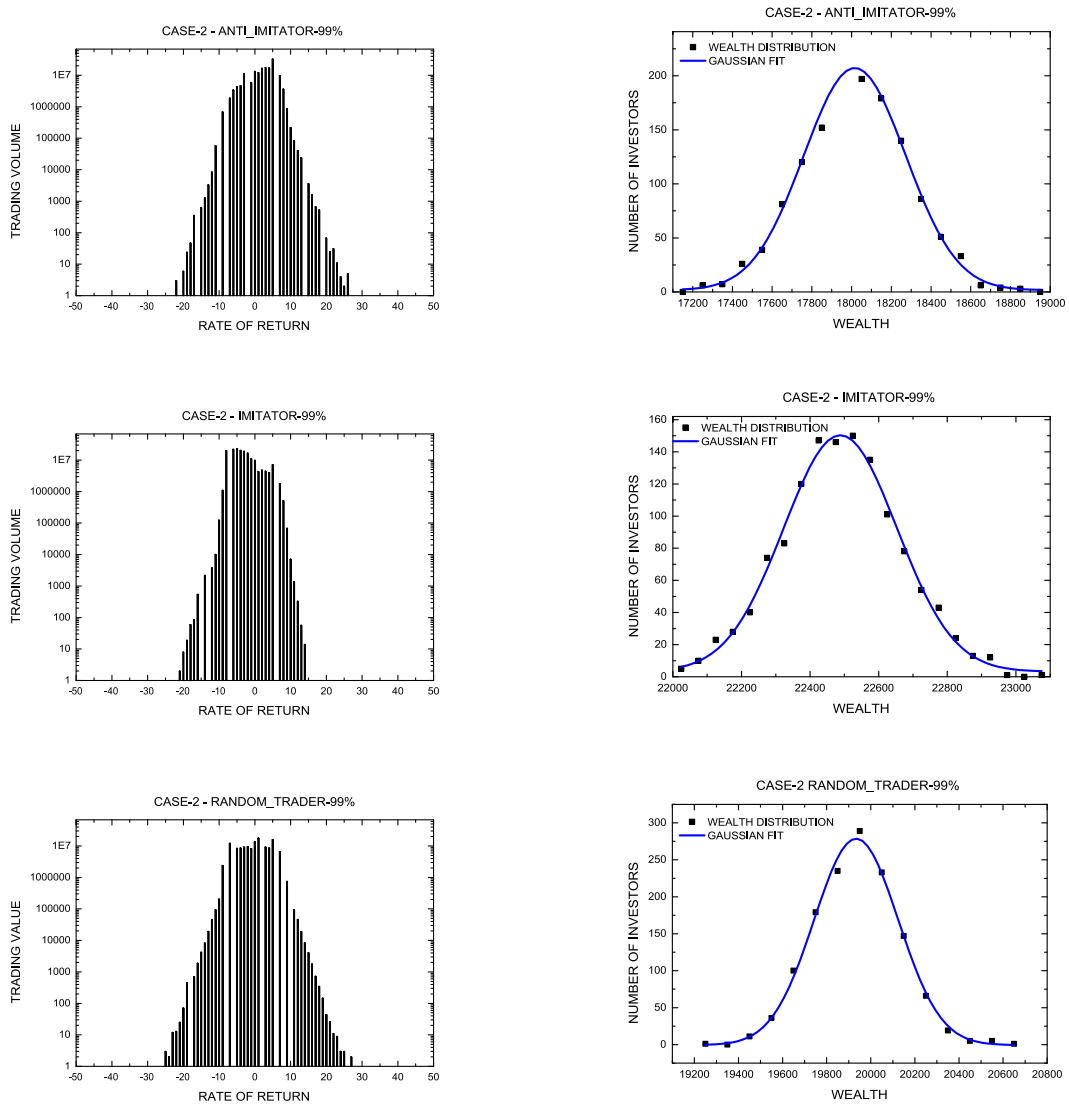 CASE-2 - ANTI_IMITATOR-99%
1E7
1000000
100000
10000
1000
100
10
1
TRADING VOLUME
-50 -40 -30 -20 -10 0 10 20 30 40 50
RATE OF RETURN
CASE-2 - ANTI_IMITATOR-99%
WEALTH DISTRIBUTION
GAUSSIAN FIT
200
150
100
50
0
NUMBER OF INVESTORS
17200 17400 17600 17800 18000 18200 18400 18600 18800 19000
WEALTH
CASE-2 - IMITATOR-99%
1E7
1000000
100000
10000
1000
100
10
1
TRADING VOLUME
-50 -40 -30 -20 -10 0 10 20 30 40 50
RATE OF RETURN
CASE-2 - IMITATOR-99%
WEALTH DISTRIBUTION
GAUSSIAN FIT
160
140
120
100
80
60
40
20
0
NUMBER OF INVESTORS
22000 22200 22400 22600 22800 23000
WEALTH
CASE-2 - RANDOM_TRADER-99%
1E7
1000000
100000
10000
1000
100
10
1
TRADING VALUE
-50 -40 -30 -20 -10 0 10 20 30 40 50
RATE OF RETURN
CASE-2 RANDOM_TRADER-99%
WEALTH DISTRIBUTION
GAUSSIAN FIT
300
250
200
150
100
50
0
NUMBER OF INVESTORS
19200 19400 19600 19800 20000 20200 20400 20600 20800
WEALTH